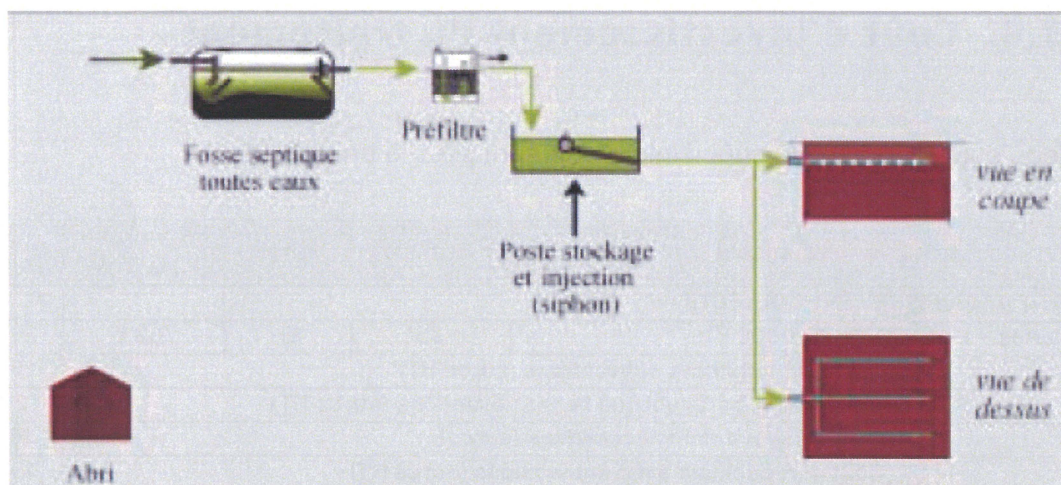 Préfiltre
Fosse septique
toutes eaux
vue en
coupe
Poste stockage
et injection
(siphon)
vue de
dessus
Abri